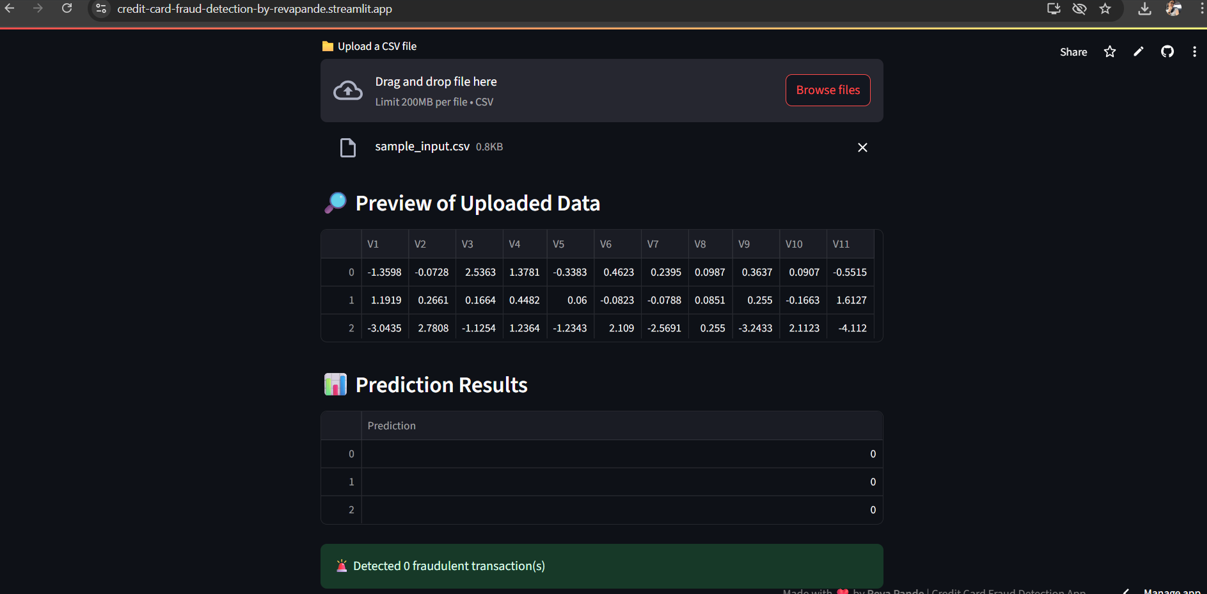 credit-card-fraud-detection-by-revapande.streamlit.app
Share
Upload a CSV file
Drag and drop file here
Limit 200MB per file • CSV
Browse files
sample_input.csv 0.8KB
Preview of Uploaded Data
V1 V2 V3 V4 V5 V6 V7 V8 V9 V10 V11
0 -1.3598 -0.0728 2.5363 1.3781 -0.3383 0.4623 0.2395 0.0987 0.3637 0.0907 -0.5515
1 1.1919 0.2661 0.1664 0.4482 0.06 -0.0823 -0.0788 0.0851 0.255 -0.1663 1.6127
2 -3.0435 2.7808 -1.1254 1.2364 -1.2343 2.109 -2.5691 0.255 -3.2433 2.1123 -4.112
Prediction Results
Prediction
0 0
1 0
2 0
Detected 0 fraudulent transaction(s)
Made with ❤️ by Reva Pande | Credit Card Fraud Detection App
Manage app